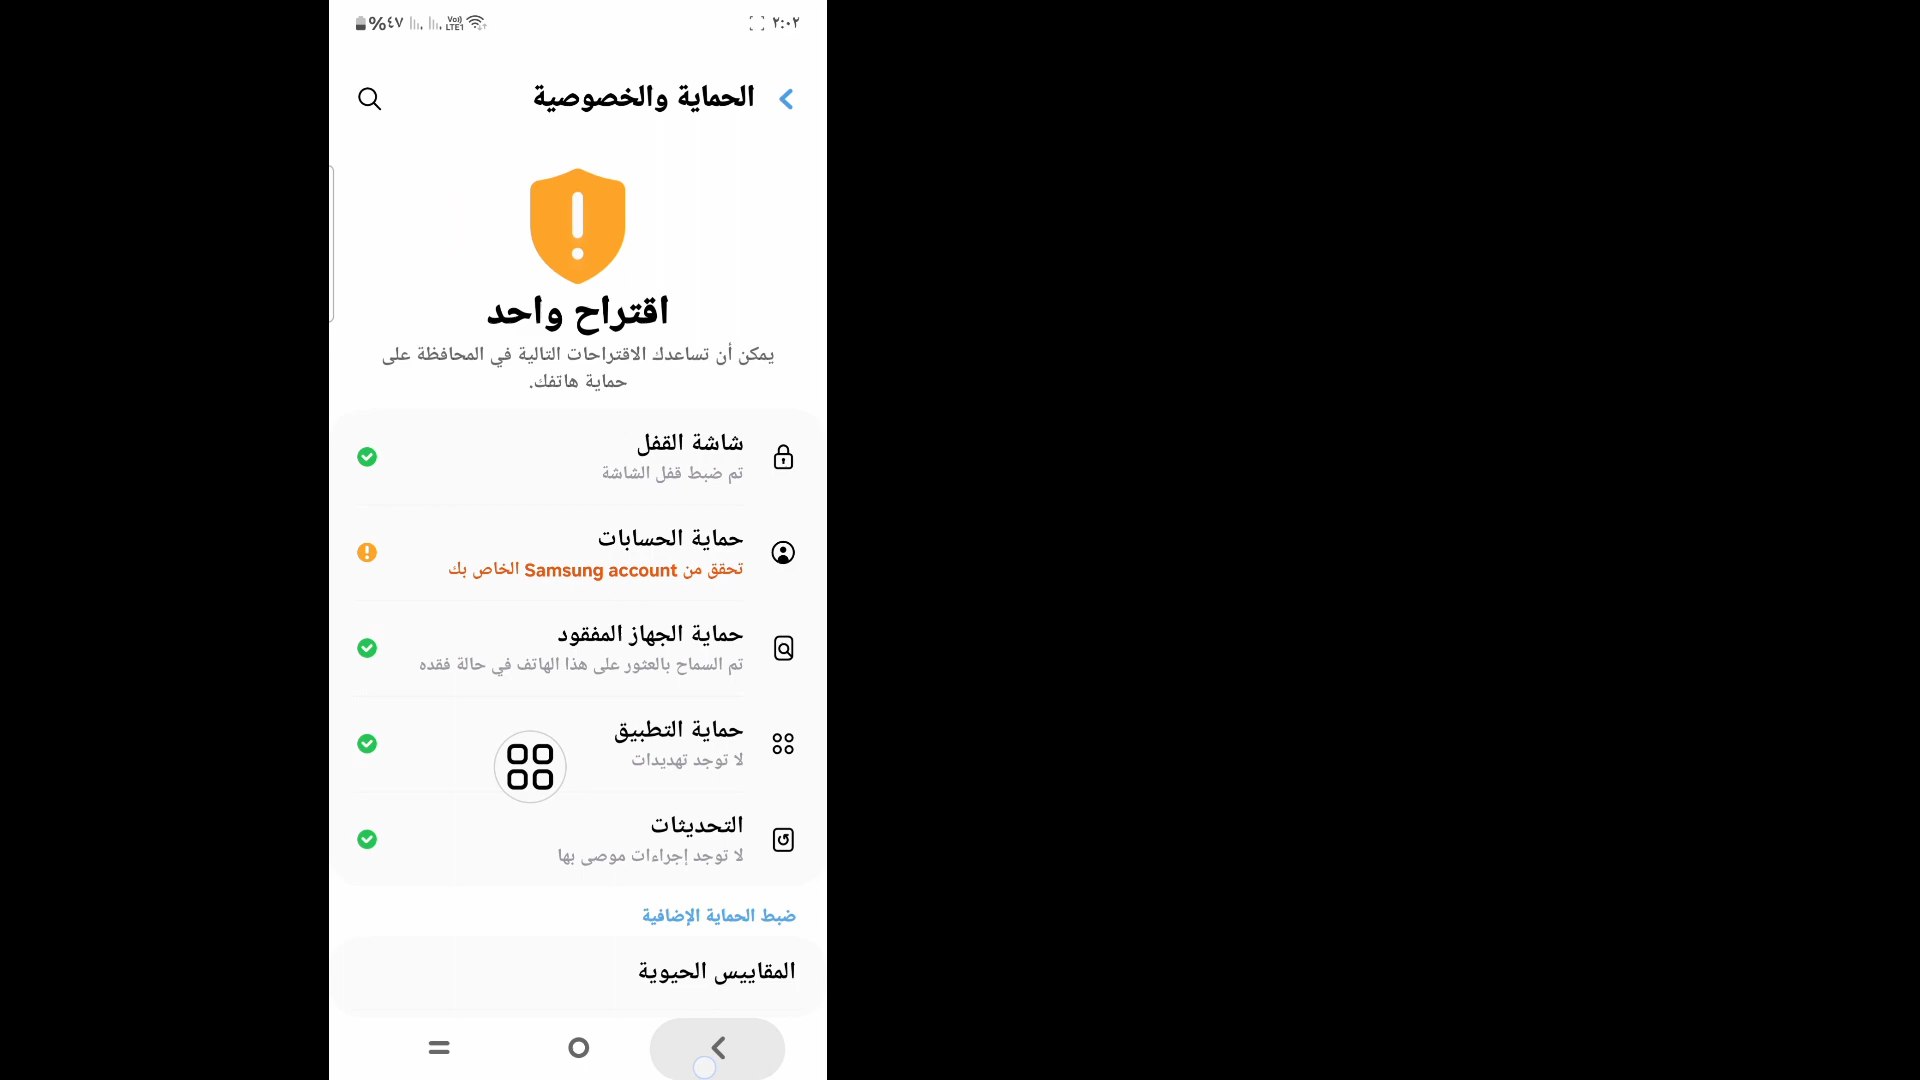 ٢:٠٢
Vo)) LTE1 ٤٧%
الحماية والخصوصية
اقتراح واحد
يمكن أن تساعدك الاقتراحات التالية في المحافظة على
حماية هاتفك.
شاشة القفل
تم ضبط قفل الشاشة
حماية الحسابات
تحقق من Samsung account الخاص بك
حماية الجهاز المفقود
تم السماح بالعثور على هذا الهاتف في حالة فقده
حماية التطبيق
لا توجد تهديدات
التحديثات
لا توجد إجراءات موصى بها
ضبط الحماية الإضافية
المقاييس الحيوية